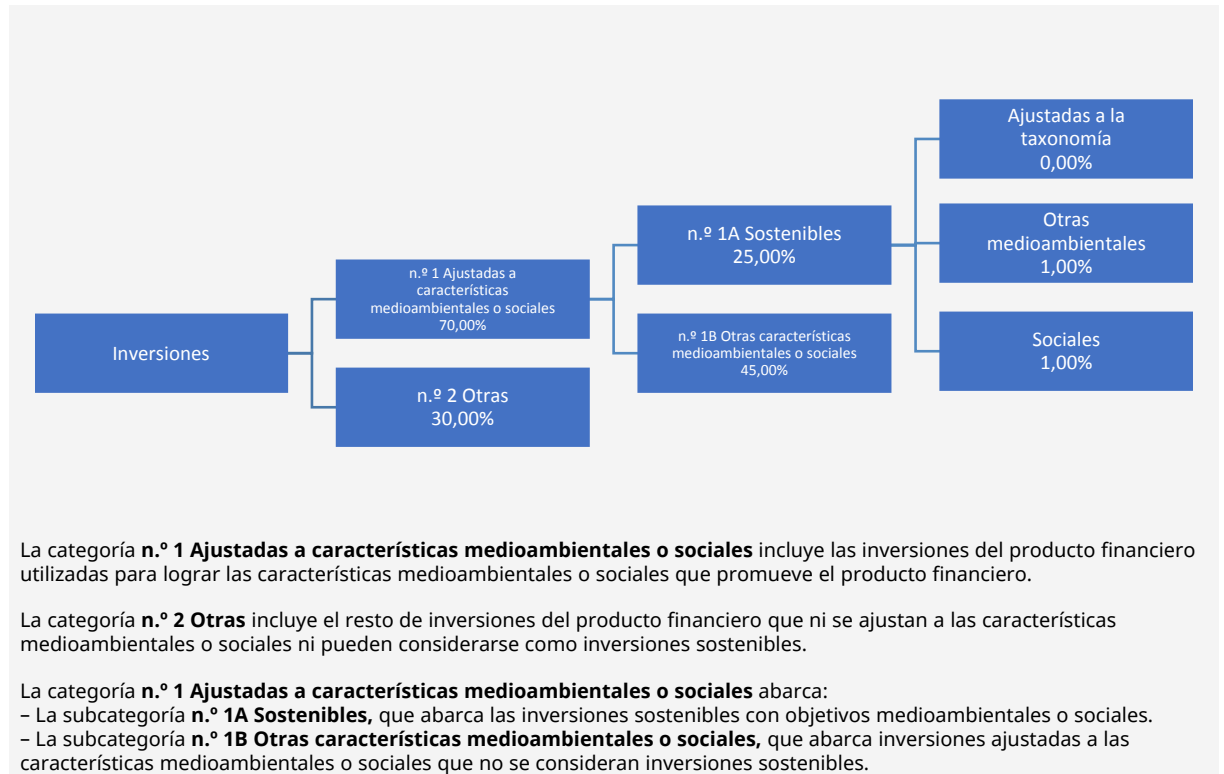 Inversiones
n.º 1 Ajustadas a
características
medioambientales o sociales
70,00%
n.º 2 Otras
30,00%
n.º 1A Sostenibles
25,00%
n.º 1B Otras características
medioambientales o sociales
45,00%
Ajustadas a la
taxonomía
0,00%
Otras
medioambientales
1,00%
Sociales
1,00%
La categoría n.º 1 Ajustadas a características medioambientales o sociales incluye las inversiones del producto financiero
utilizadas para lograr las características medioambientales o sociales que promueve el producto financiero.
La categoría n.º 2 Otras incluye el resto de inversiones del producto financiero que ni se ajustan a las características
medioambientales o sociales ni pueden considerarse como inversiones sostenibles.
La categoría n.º 1 Ajustadas a características medioambientales o sociales abarca:
– La subcategoría n.º 1A Sostenibles, que abarca las inversiones sostenibles con objetivos medioambientales o sociales.
– La subcategoría n.º 1B Otras características medioambientales o sociales, que abarca inversiones ajustadas a las
características medioambientales o sociales que no se consideran inversiones sostenibles.